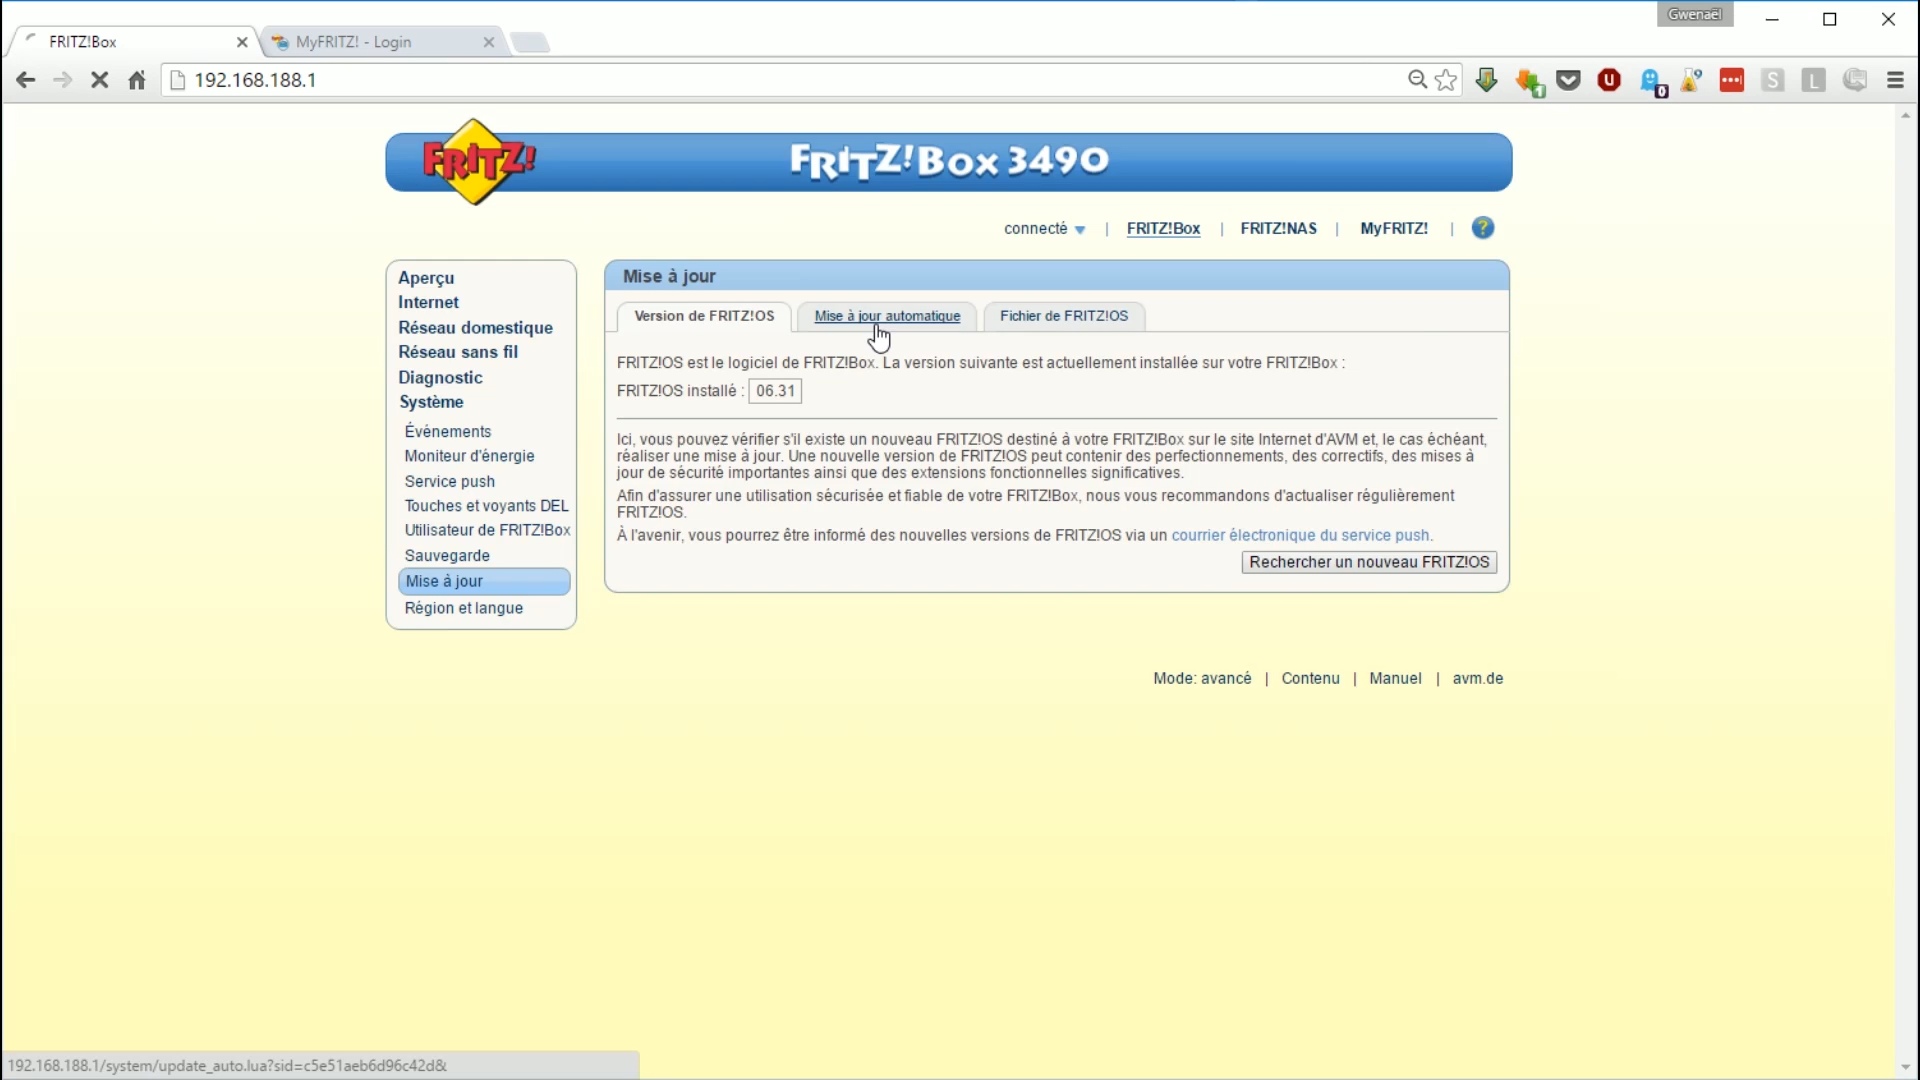 Gwenaël
FRITZ!Box
MyFRITZ! - Login
192.168.188.1
FRITZ!
FRITZ!Box 3490
connecté | FRITZ!Box | FRITZ!NAS | MyFRITZ! | ?
Aperçu
Internet
Réseau domestique
Réseau sans fil
Diagnostic
Système
Événements
Moniteur d'énergie
Service push
Touches et voyants DEL
Utilisateur de FRITZ!Box
Sauvegarde
Mise à jour
Région et langue
Mise à jour
Version de FRITZ!OS
Mise à jour automatique
Fichier de FRITZ!OS
FRITZ!OS est le logiciel de FRITZ!Box. La version suivante est actuellement installée sur votre FRITZ!Box :
FRITZ!OS installé : 06.31
Ici, vous pouvez vérifier s'il existe un nouveau FRITZ!OS destiné à votre FRITZ!Box sur le site Internet d'AVM et, le cas échéant,
réaliser une mise à jour. Une nouvelle version de FRITZ!OS peut contenir des perfectionnements, des correctifs, des mises à
jour de sécurité importantes ainsi que des extensions fonctionnelles significatives.
Afin d'assurer une utilisation sécurisée et fiable de votre FRITZ!Box, nous vous recommandons d'actualiser régulièrement
FRITZ!OS.
À l'avenir, vous pourrez être informé des nouvelles versions de FRITZ!OS via un courrier électronique du service push.
Rechercher un nouveau FRITZ!OS
Mode: avancé | Contenu | Manuel | avm.de
192.168.188.1/system/update_auto.lua?sid=c5e51aeb6d96c42d&